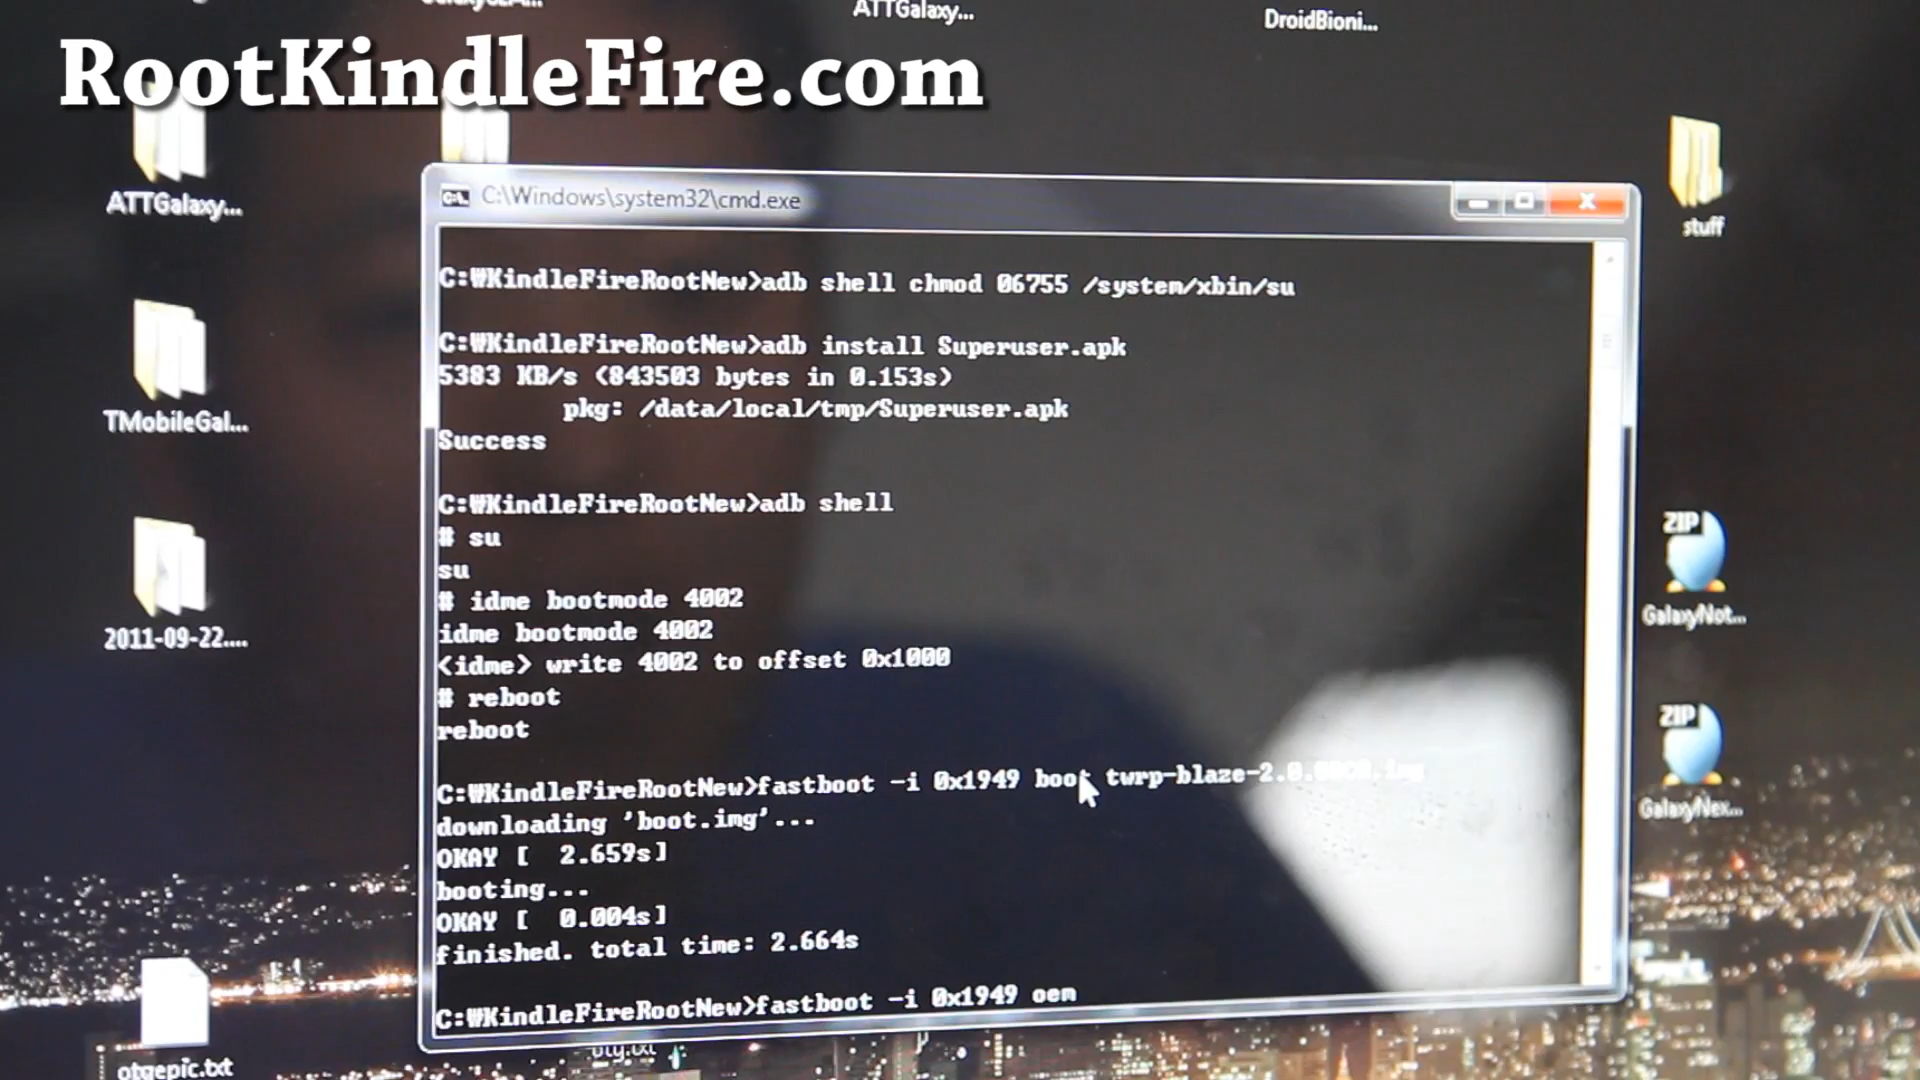 ATTGalaxy...
DroidBioni...
RootKindleFire.com
ATTGalaxy...
stuff
C:\Windows\system32\cmd.exe
C:₩KindleFireRootNew>adb shell chmod 06755 /system/xbin/su
C:₩KindleFireRootNew>adb install Superuser.apk
5383 KB/s (843503 bytes in 0.153s)
pkg: /data/local/tmp/Superuser.apk
Success
TMobileGal...
C:₩KindleFireRootNew>adb shell
# su
su
# idme bootmode 4002
idme bootmode 4002
<idme> write 4002 to offset 0x1000
# reboot
reboot
2011-09-22....
ZIP
GalaxyNot...
ZIP
GalaxyNex...
C:₩KindleFireRootNew>fastboot -i 0x1949 boot
downloading 'boot.img'...
OKAY [ 2.659s]
booting...
OKAY [ 0.004s]
finished. total time: 2.664s
C:₩KindleFireRootNew>fastboot -i 0x1949 oem
otgepic.txt